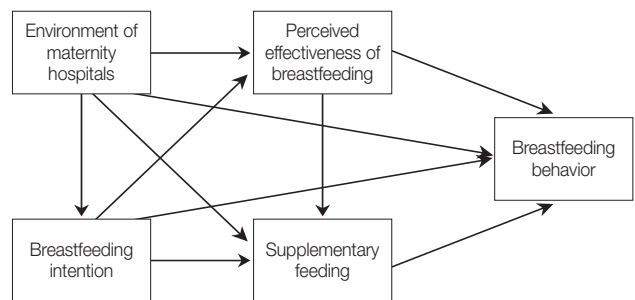 Environment of
maternity
hospitals
Perceived
effectiveness of
breastfeeding
Breastfeeding
behavior
Breastfeeding
intention
Supplementary
feeding